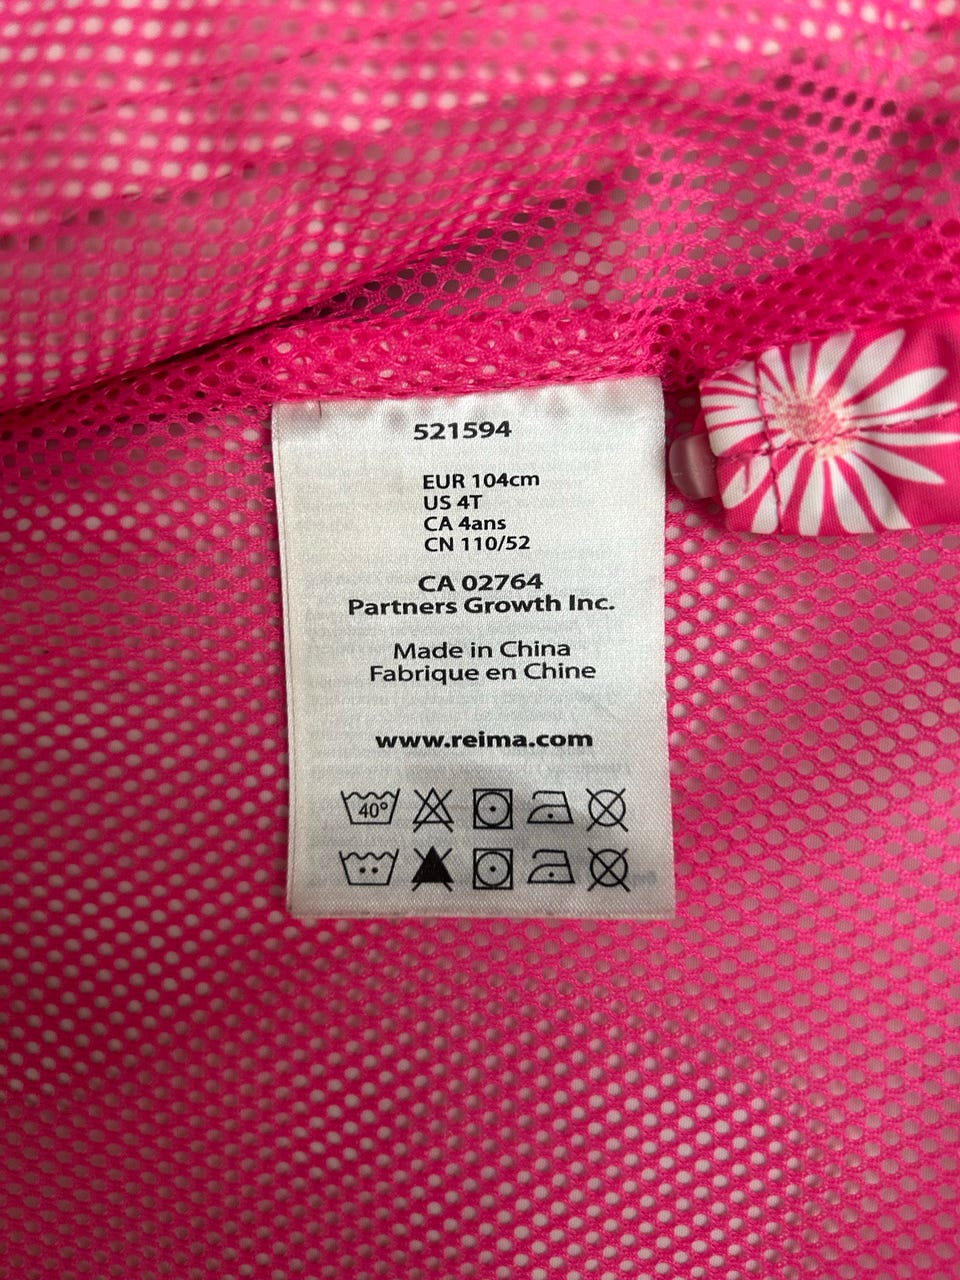 521594
EUR 104cm
US 4T
CA 4ans
CN 110/52
CA 02764
Partners Growth Inc.
Made in China
Fabrique en Chine
www.reima.com
40°